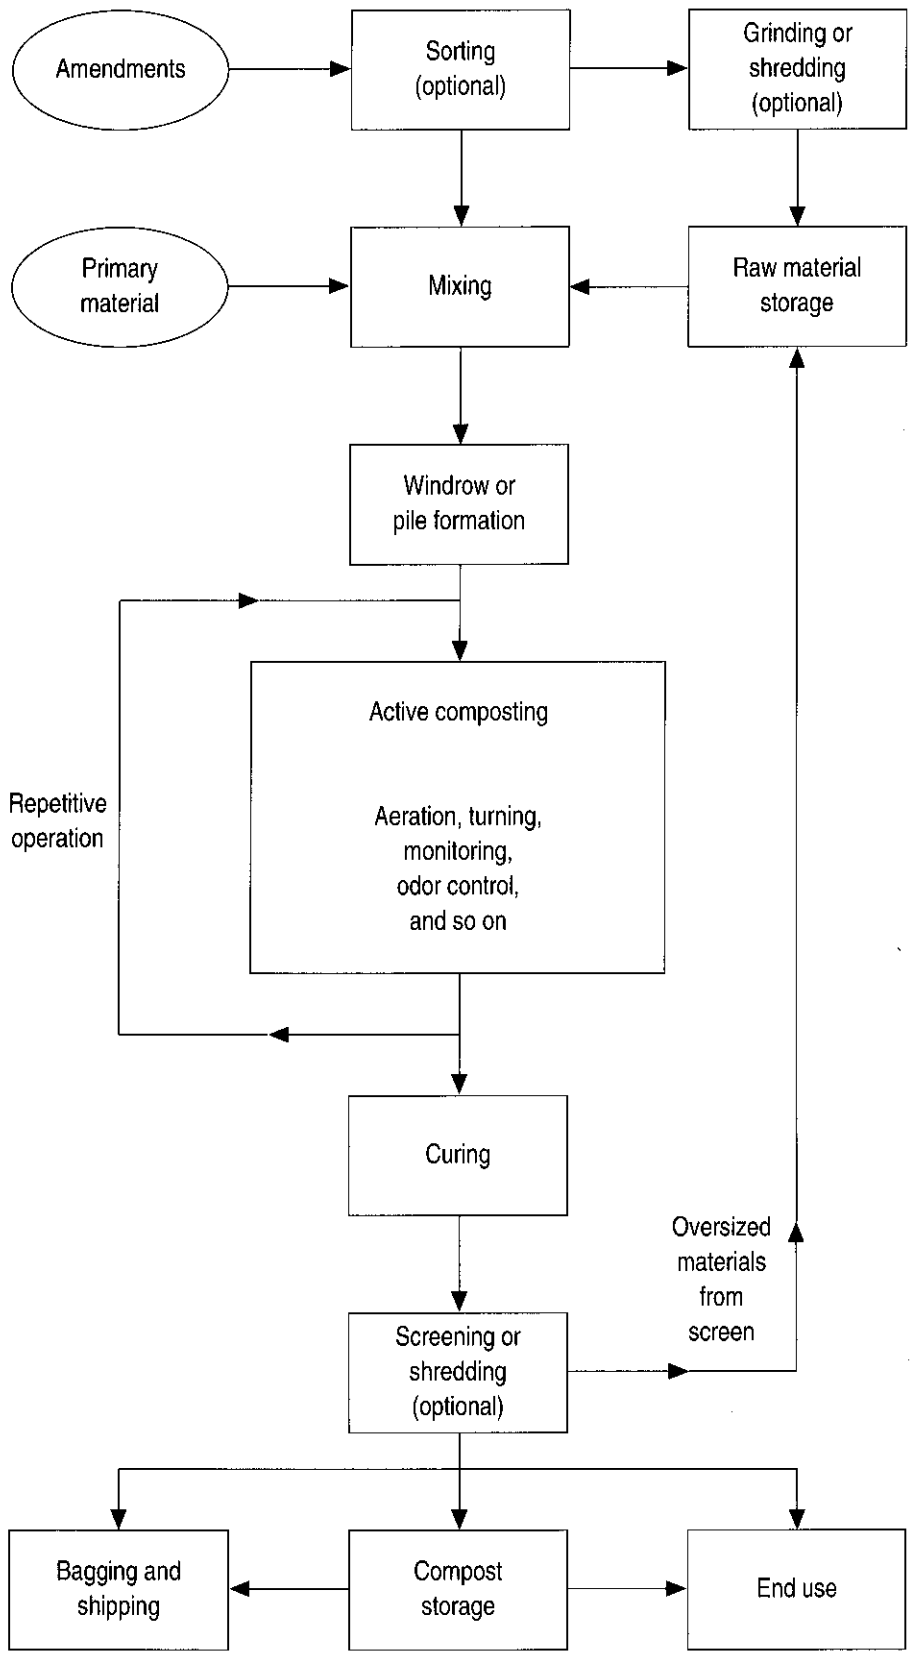 Amendments
Sorting
(optional)
Grinding or
shredding
(optional)
Primary
material
Mixing
Raw material
storage
Windrow or
pile formation
Active composting
Repetitive
operation
Aeration, turning,
monitoring,
odor control,
and so on
Curing
Oversized
materials
from
screen
Screening or
shredding
(optional)
Bagging and
shipping
Compost
storage
End use